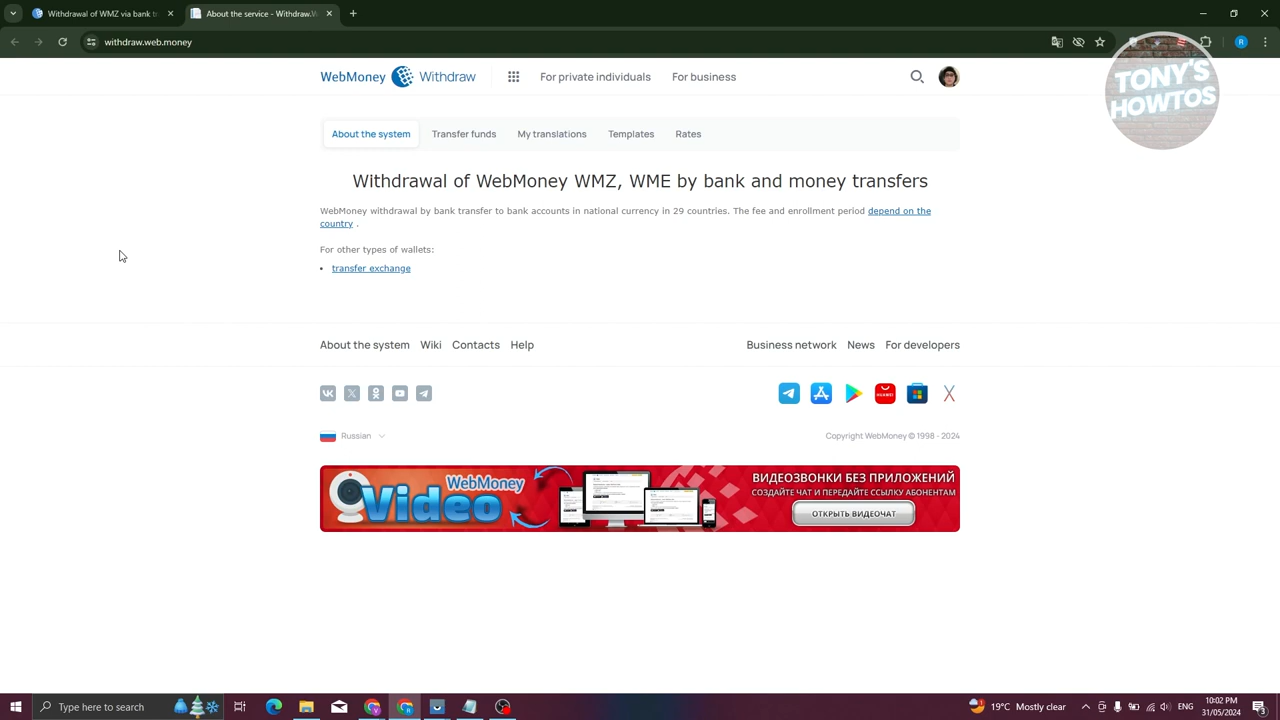 Withdrawal of WMZ via bank tr
About the service - Withdraw.W
withdraw.web.money
R
TONY'S
HOWTOS
WebMoney Withdraw
For private individuals
For business
About the system
Transfer funds
My translations
Templates
Rates
Withdrawal of WebMoney WMZ, WME by bank and money transfers
WebMoney withdrawal by bank transfer to bank accounts in national currency in 29 countries. The fee and enrollment period depend on the
country .
For other types of wallets:
• transfer exchange
About the system
Wiki
Contacts
Help
Business network
News
For developers
HUAWEI
Russian
Copyright WebMoney © 1998 - 2024
WebMoney
Video
ВИДЕОЗВОНКИ БЕЗ ПРИЛОЖЕНИЙ
СОЗДАЙТЕ ЧАТ И ПЕРЕДАЙТЕ ССЫЛКУ АБОНЕНТАМ
ОТКРЫТЬ ВИДЕОЧАТ
Type here to search
19°C Mostly clear
10:02 PM
31/05/2024
3